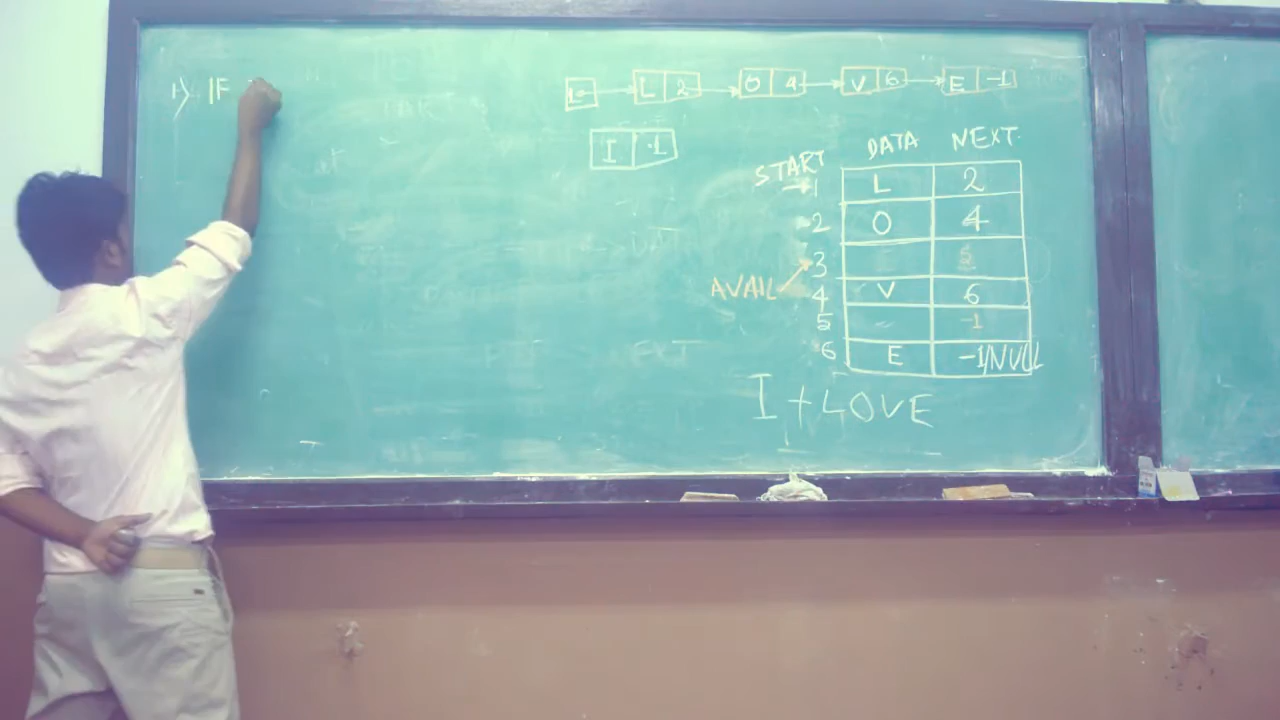 1) IF
L 2 O 4 V 6 E -1
I -1
START DATA NEXT
1 L 2
2 O 4
3 5
AVAIL
4 V 6
5 -1
6 E -1/NULL
I + LOVE